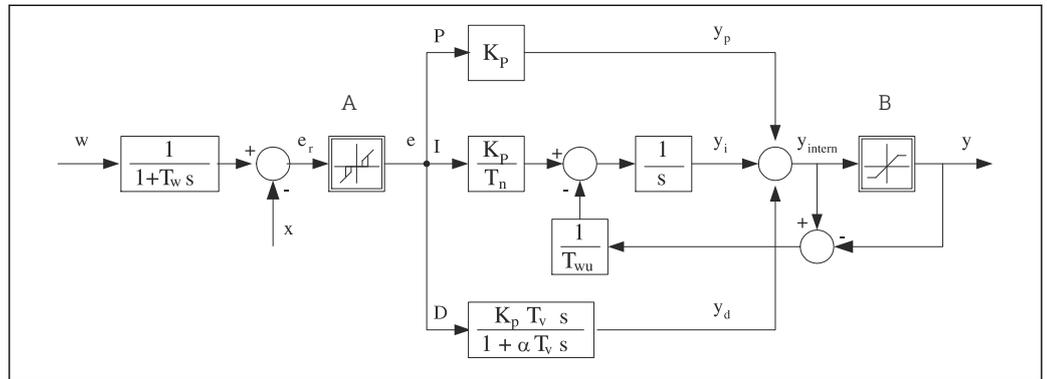 P
K_P
y_p
A
B
w
1
1+T_w s
+
e_r
-
x
e
I
K_P
T_n
+
-
1
s
y_i
y_intern
y
1
T_wu
+
-
D
K_p T_v s
1 + α T_v s
y_d